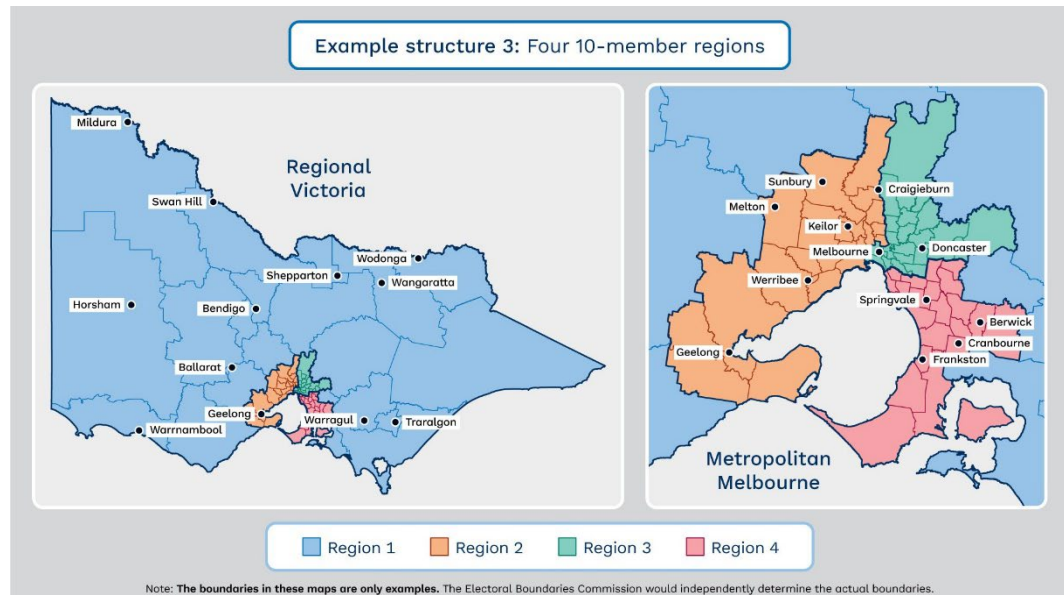 Example structure 3: Four 10-member regions
Regional
Victoria
Mildura
Swan Hill
Wodonga
Shepparton
Wangaratta
Horsham
Bendigo
Ballarat
Geelong
Warragul
Traralgon
Warrnambool
Sunbury
Craigieburn
Melton
Keilor
Melbourne
Doncaster
Werribee
Springvale
Berwick
Cranbourne
Geelong
Frankston
Metropolitan
Melbourne
Region 1
Region 2
Region 3
Region 4
Note: The boundaries in these maps are only examples. The Electoral Boundaries Commission would independently determine the actual boundaries.